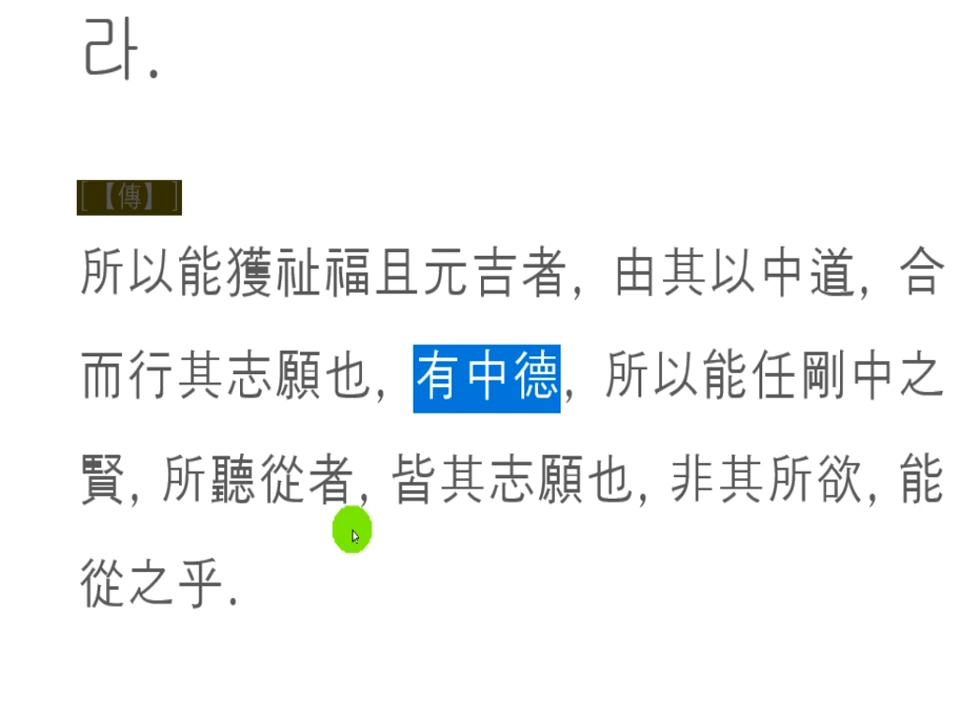 라.
[【傳】]
所以能獲祉福且元吉者, 由其以中道, 合
而行其志願也, 有中德, 所以能任剛中之
賢, 所聽從者, 皆其志願也, 非其所欲, 能
從之乎.